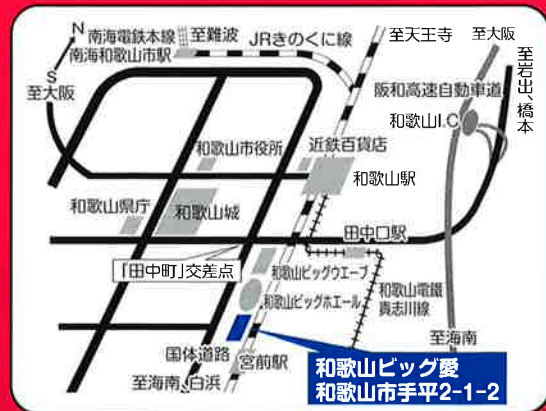 N
S
南海電鉄本線
南海和歌山市駅
至難波
JRきのくに線
至天王寺
至大阪
至大阪
阪和高速自動車道
至岩出、橋本
和歌山I.C
和歌山市役所
近鉄百貨店
和歌山駅
和歌山県庁
和歌山城
田中口駅
「田中町」交差点
和歌山ビッグウエーブ
和歌山ビッグホエール
和歌山電鐵
貴志川線
国体道路
宮前駅
至海南、白浜
至海南
和歌山ビッグ愛
和歌山市手平2-1-2